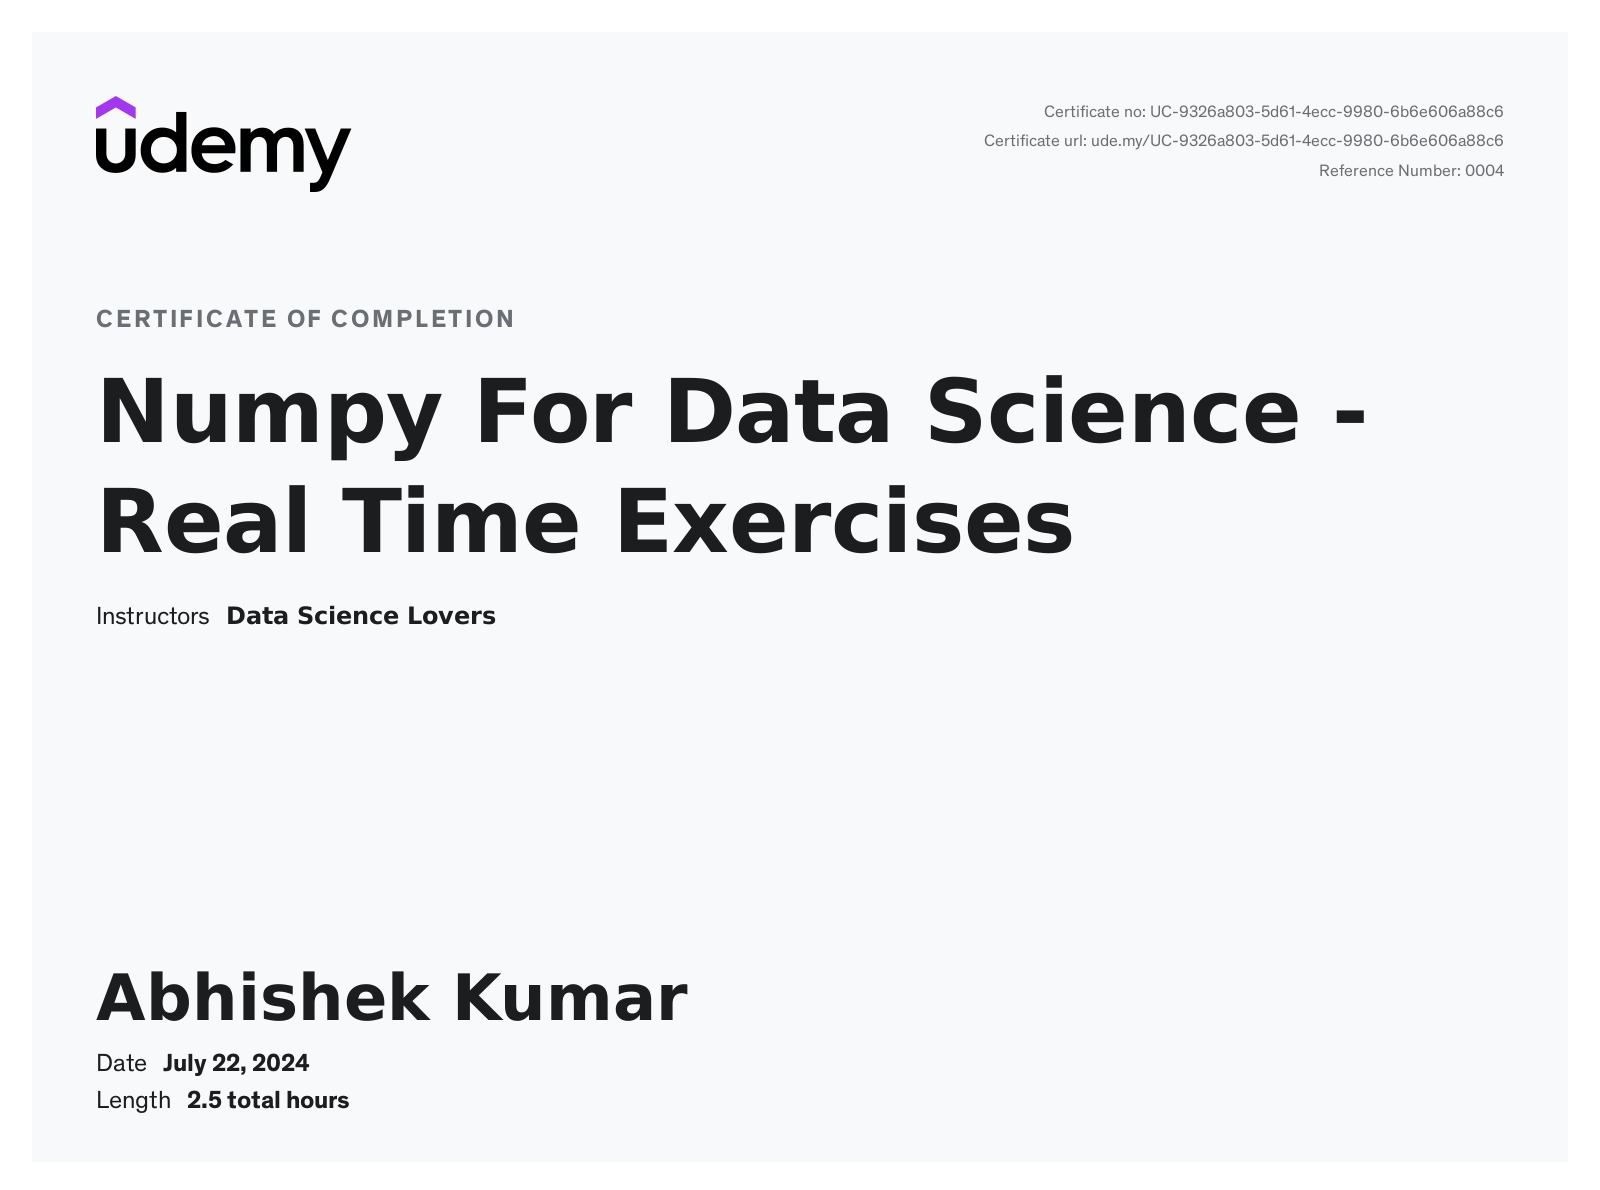 udemy
Certificate no: UC-9326a803-5d61-4ecc-9980-6b6e606a88c6
Certificate url: ude.my/UC-9326a803-5d61-4ecc-9980-6b6e606a88c6
Reference Number: 0004
CERTIFICATE OF COMPLETION
Numpy For Data Science -
Real Time Exercises
Instructors Data Science Lovers
Abhishek Kumar
Date July 22, 2024
Length 2.5 total hours